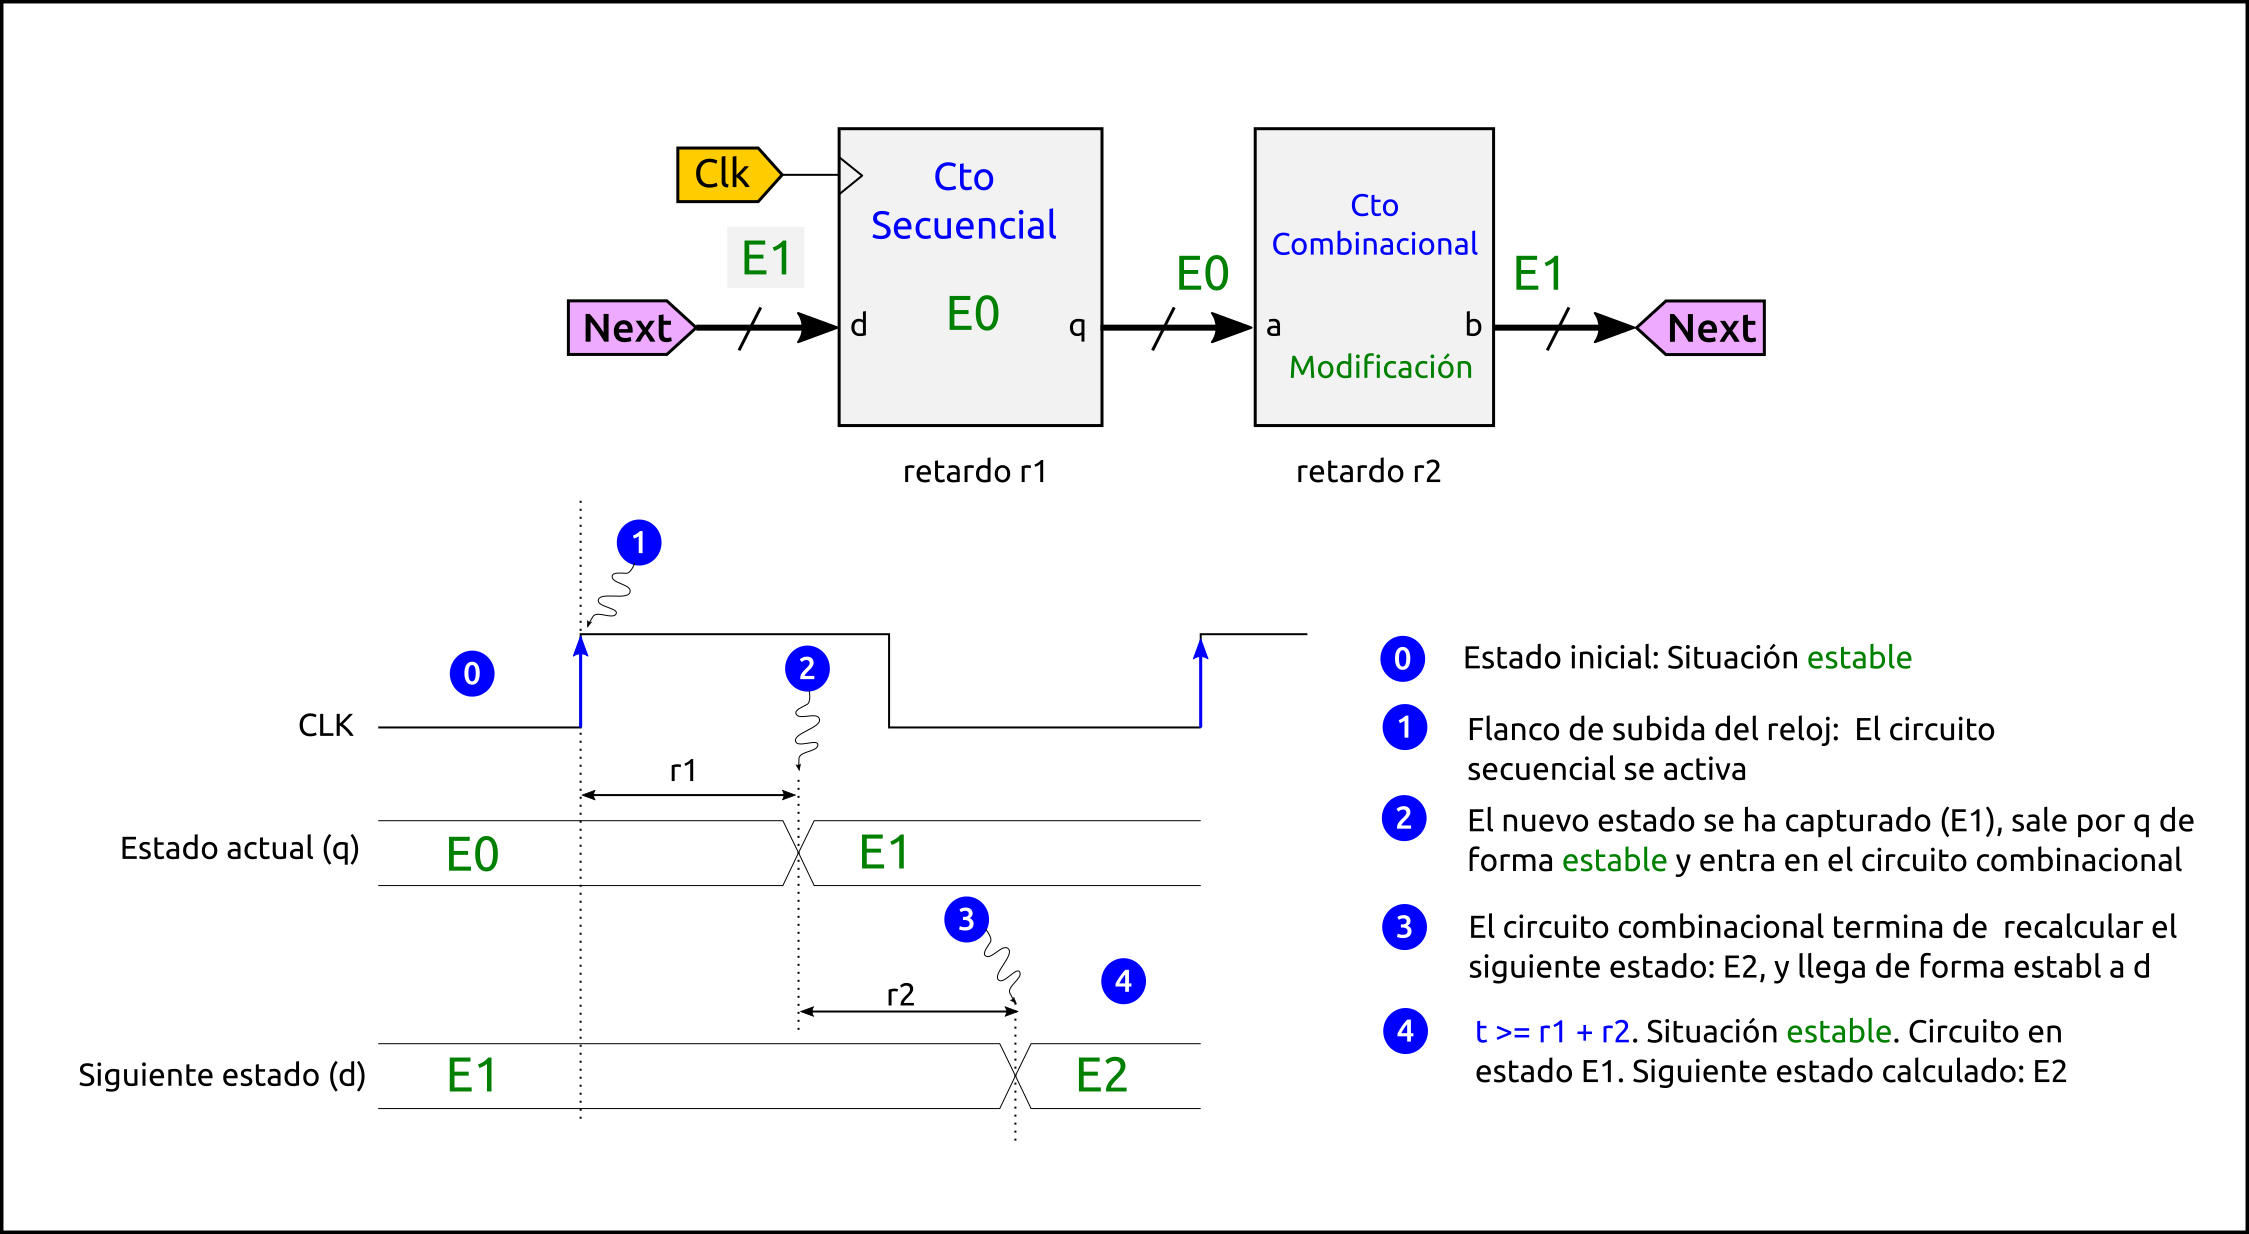 Clk
Cto
Secuencial
E1
E0
Next
d
q
retardo r1
E0
Cto
Combinacional
a
b
Modificación
retardo r2
E1
Next
1
0
2
CLK
r1
Estado actual (q)
E0
E1
3
4
r2
Siguiente estado (d)
E1
E2
0 Estado inicial: Situación estable
1 Flanco de subida del reloj: El circuito
secuencial se activa
2 El nuevo estado se ha capturado (E1), sale por q de
forma estable y entra en el circuito combinacional
3 El circuito combinacional termina de recalcular el
siguiente estado: E2, y llega de forma establ a d
4 t >= r1 + r2. Situación estable. Circuito en
estado E1. Siguiente estado calculado: E2